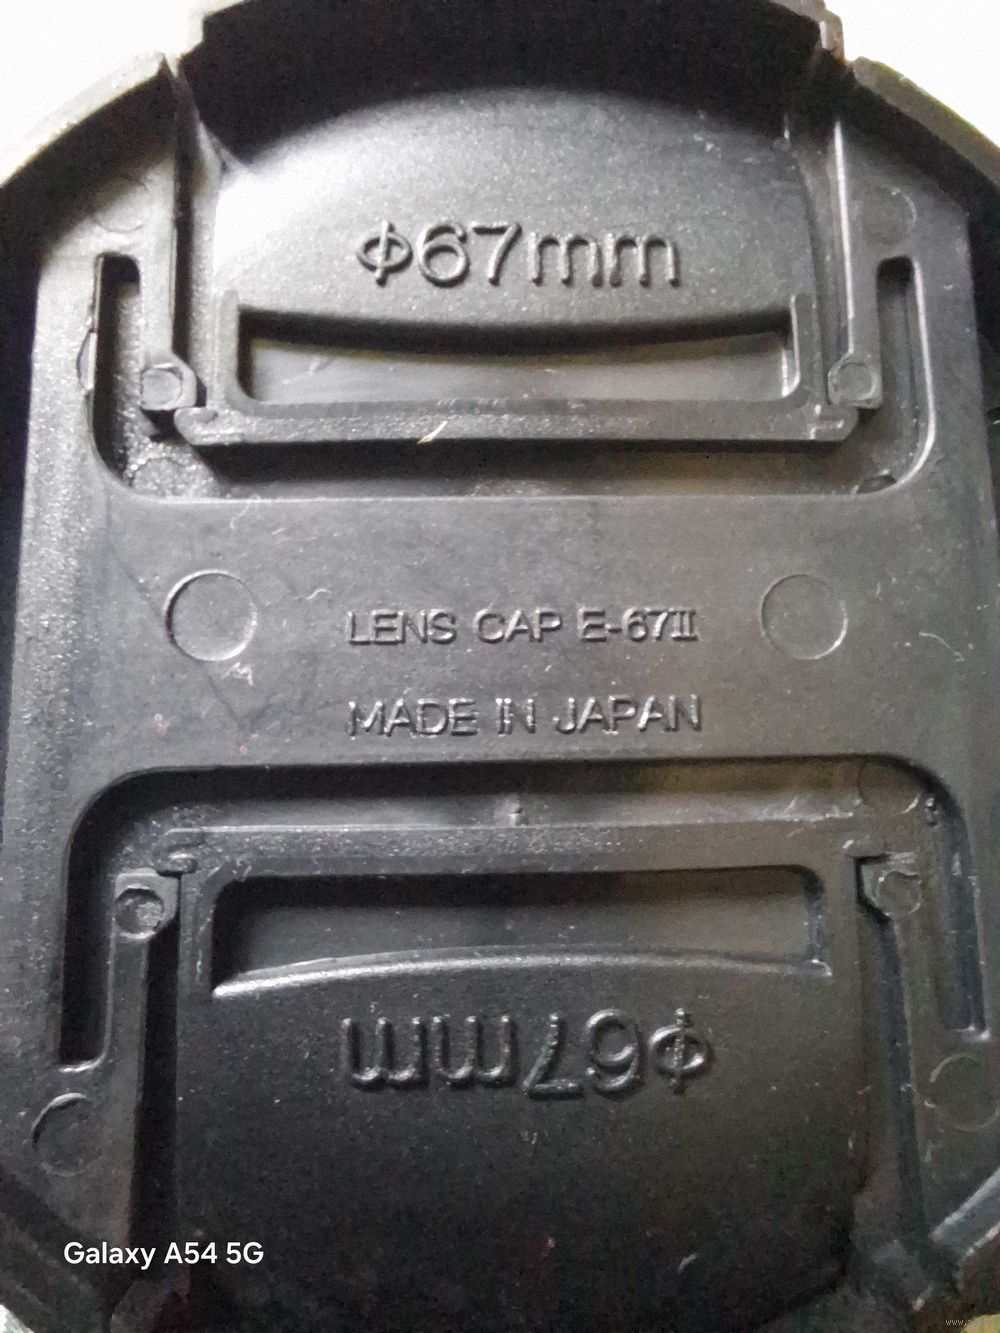 Φ67mm
LENS CAP E-67II
MADE IN JAPAN
Φ67mm
Galaxy A54 5G